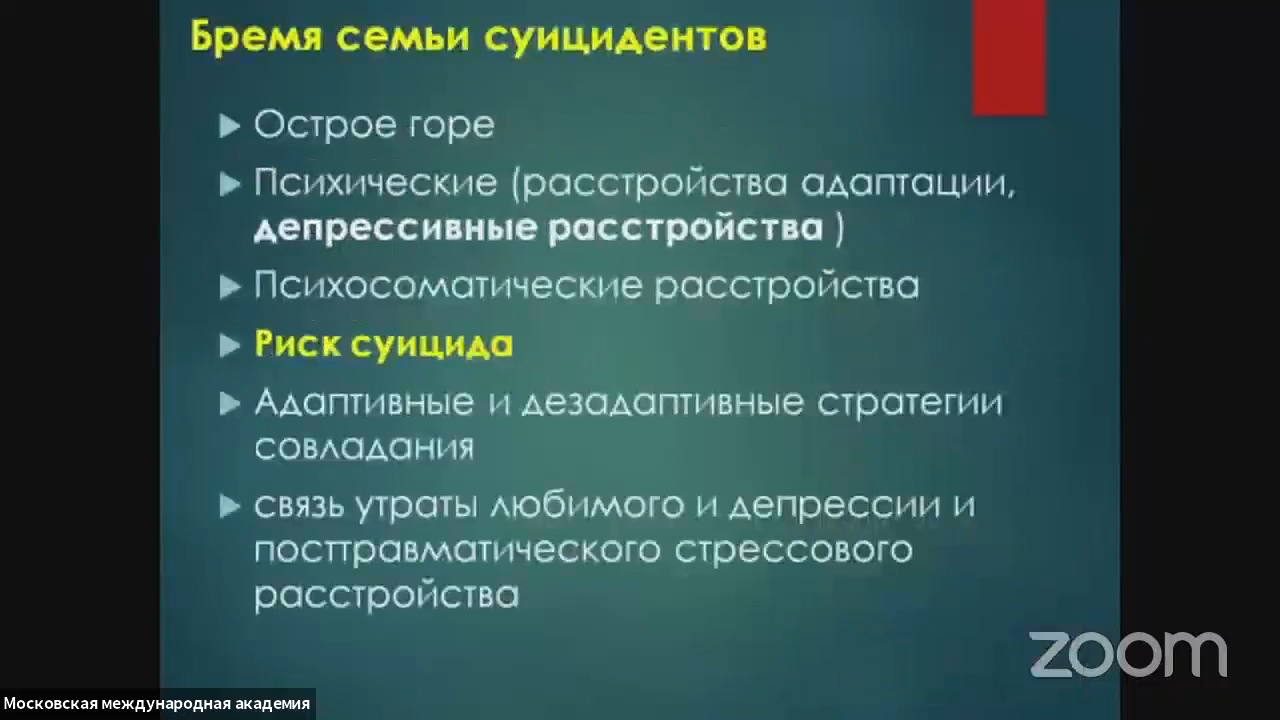 Бремя семьи суицидентов
Острое горе
Психические (расстройства адаптации,
депрессивные расстройства )
Психосоматические расстройства
Риск суицида
Адаптивные и дезадаптивные стратегии
совладания
связь утраты любимого и депрессии и
посттравматического стрессового
расстройства
zoom
Московская международная академия